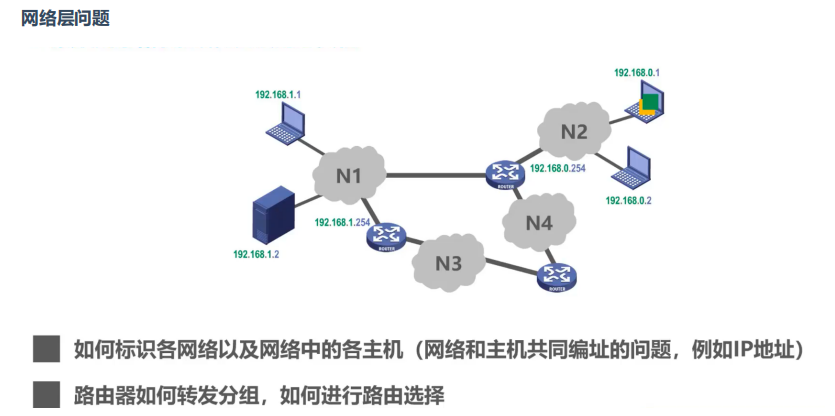 网络层问题
192.168.0.1
192.168.1.1
N2
N1
192.168.0.254
ROUTER
192.168.0.2
192.168.1.254
N4
ROUTER
192.168.1.2
N3
ROUTER
如何标识各网络以及网络中的各主机（网络和主机共同编址的问题，例如IP地址）
路由器如何转发分组，如何进行路由选择